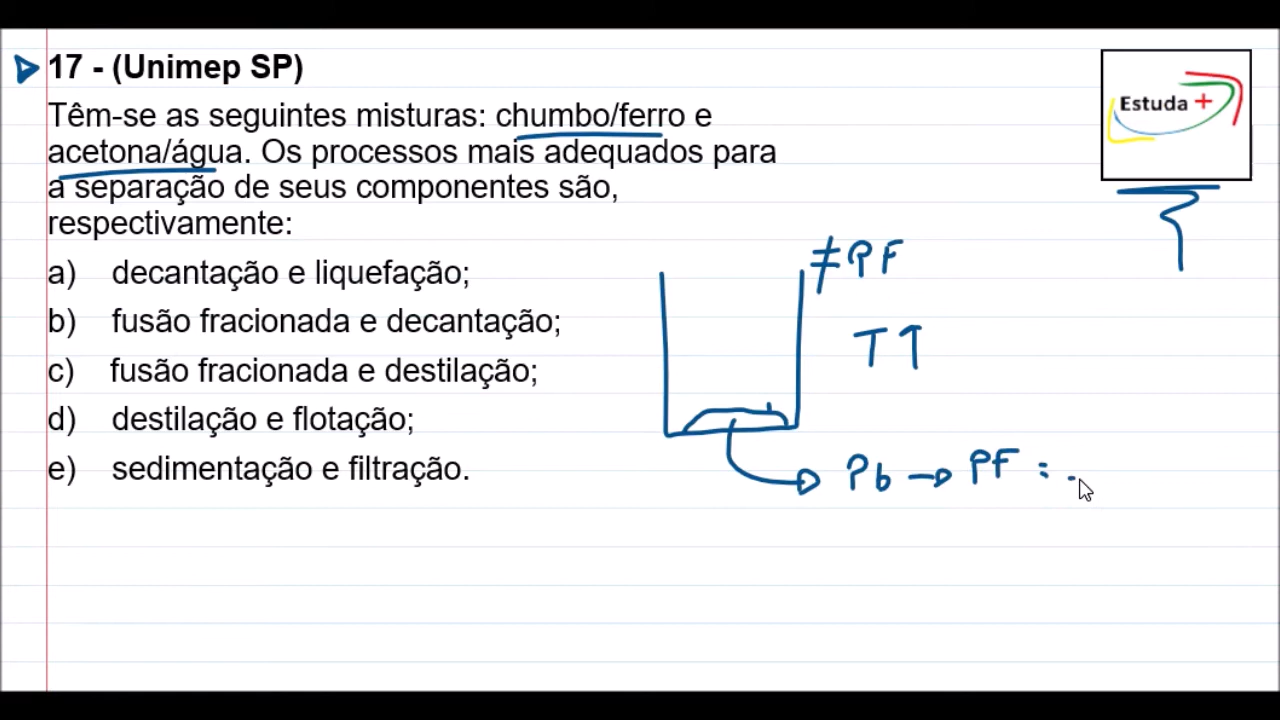 17 - (Unimep SP)
Têm-se as seguintes misturas: chumbo/ferro e
acetona/água. Os processos mais adequados para
a separação de seus componentes são,
respectivamente:
a) decantação e liquefação;
b) fusão fracionada e decantação;
c) fusão fracionada e destilação;
d) destilação e flotação;
e) sedimentação e filtração.
Estuda +
≠ PF
T↑
Pb → PF :